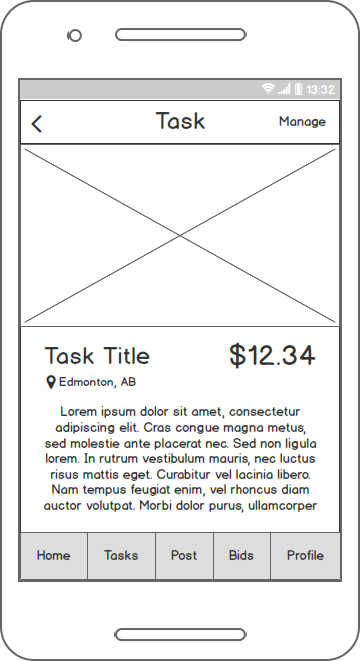 13:32
Task
Manage
Task Title
$12.34
Edmonton, AB
Lorem ipsum dolor sit amet, consectetur
adipiscing elit. Cras congue magna metus,
sed molestie ante placerat nec. Sed non ligula
lorem. In rutrum vestibulum mauris, nec luctus
risus mattis eget. Curabitur vel lacinia libero.
Nam tempus feugiat enim, vel rhoncus diam
auctor volutpat. Morbi dolor purus, ullamcorper
Home
Tasks
Post
Bids
Profile